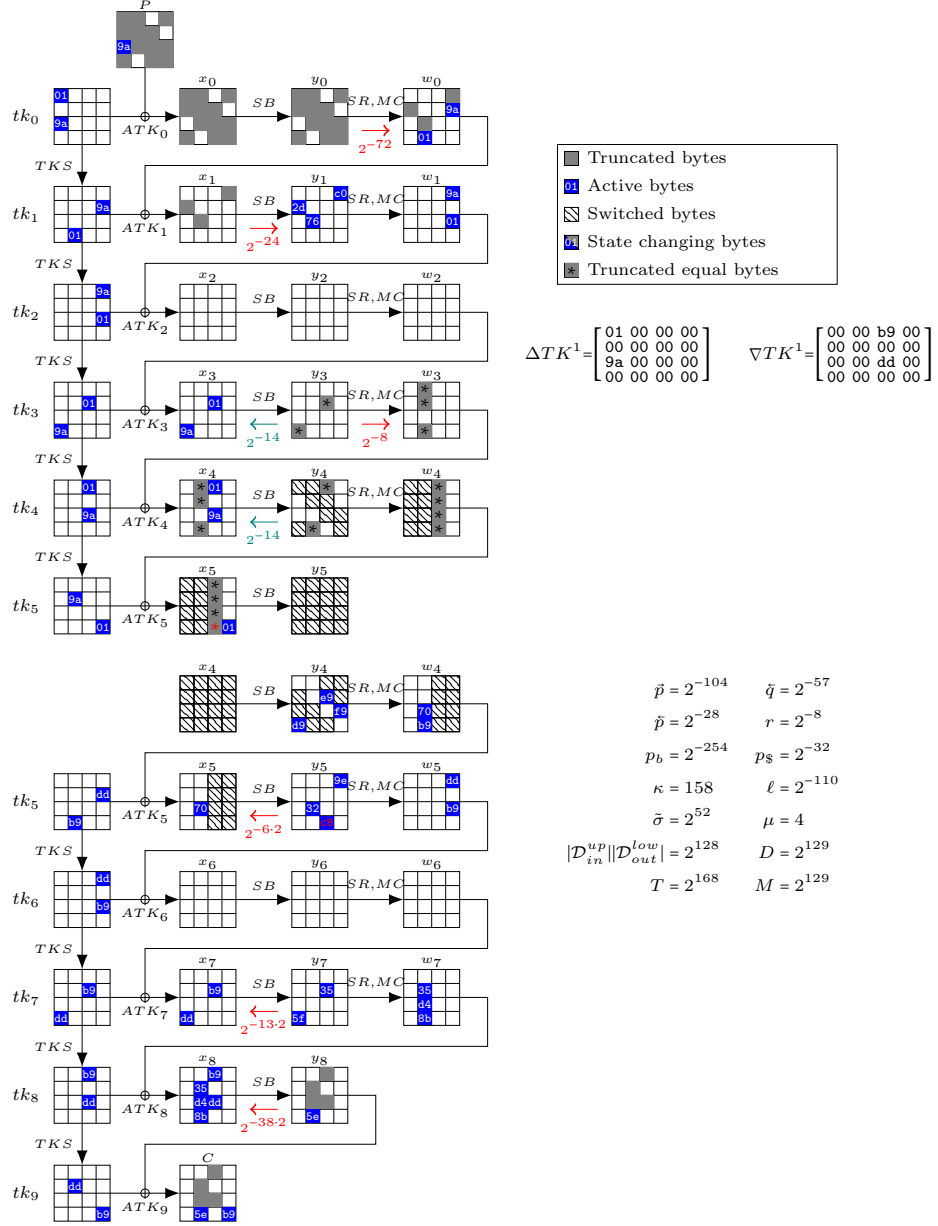 P
9a
x0 y0 w0
01 9a SB SR,MC 9a 01
tk0 ATK0 2^−72
TKS
x1 y1 w1
9a 01 SB 2d 76 c0 SR,MC 9a 01
tk1 ATK1 2^−24
TKS
x2 y2 w2
9a 01 SB SR,MC
tk2 ATK2
TKS
x3 y3 w3
01 9a 01 9a SB * * SR,MC * * *
tk3 ATK3 2^−14 2^−8
TKS
x4 y4 w4
01 9a * * * 01 9a SB * * SR,MC * * * *
tk4 ATK4 2^−14
TKS
x5 y5
9a 01 * * * * 01 SB
tk5 ATK5
Truncated bytes
01 Active bytes
Switched bytes
01 State changing bytes
* Truncated equal bytes
ΔTK^1= [ 01 00 00 00
00 00 00 00
9a 00 00 00
00 00 00 00 ]
∇TK^1= [ 00 00 b9 00
00 00 00 00
00 00 dd 00
00 00 00 00 ]
x4 y4 w4
SB e9 f9 d9 SR,MC 70 b9
x5 y5 w5
dd b9 70 SB 9e 32 SR,MC dd b9
tk5 ATK5 2^−6·2
TKS
x6 y6 w6
dd b9 SB SR,MC
tk6 ATK6
TKS
x7 y7 w7
b9 dd b9 dd SB 35 5f SR,MC 35 d4 8b
tk7 ATK7 2^−13·2
TKS
x8 y8
b9 dd b9 35 d4 dd 8b SB 5e
tk8 ATK8 2^−38·2
TKS
C
dd b9 5e b9
tk9 ATK9
p⃗ = 2^−104 q⃖ = 2^−57
p⃖ = 2^−28 r = 2^−8
p_b = 2^−254 p_$ = 2^−32
κ = 158 ℓ = 2^−110
σ̃ = 2^52 μ = 4
|D_in^up||D_out^low| = 2^128 D = 2^129
T = 2^168 M = 2^129